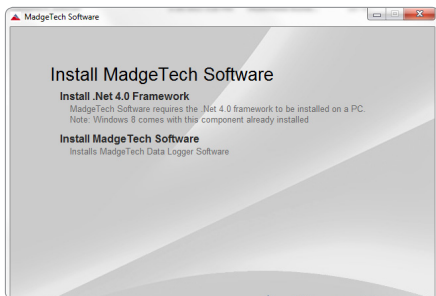 MadgeTech Software
Install MadgeTech Software
Install .Net 4.0 Framework
MadgeTech Software requires the .Net 4.0 framework to be installed on a PC.
Note: Windows 8 comes with this component already installed
Install MadgeTech Software
Installs MadgeTech Data Logger Software